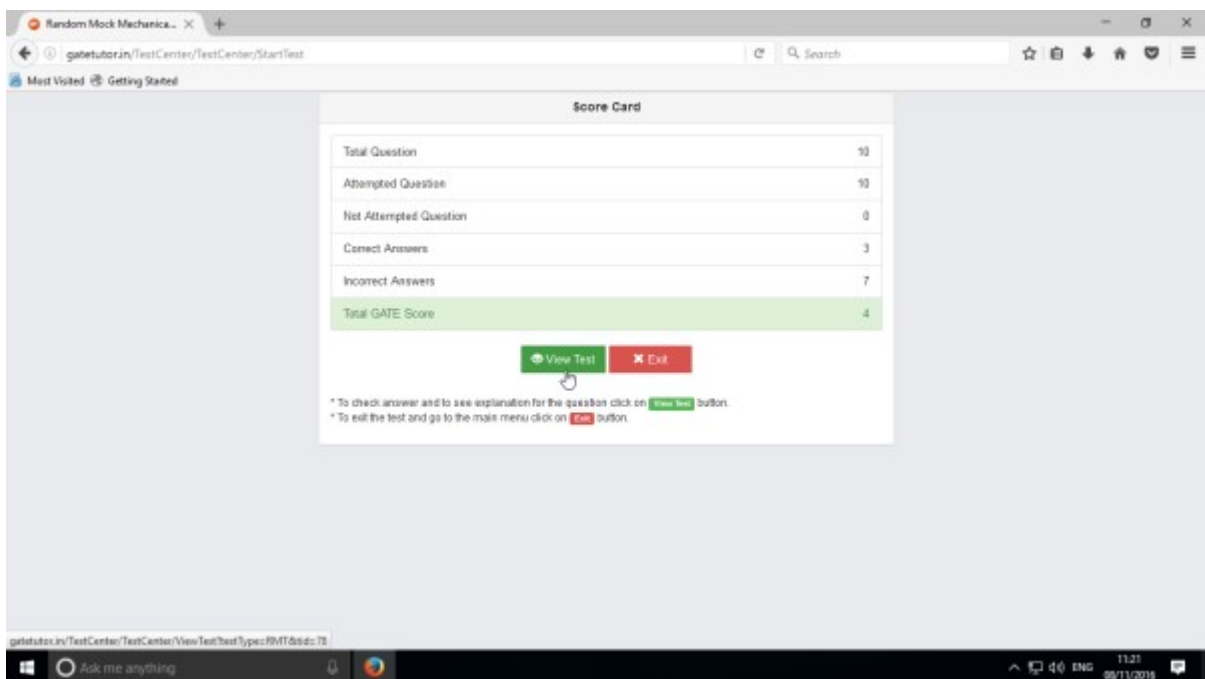 Random Mock Mechanica...
gatetutor.in/TestCenter/TestCenter/StartTest
Search
Most Visited Getting Started
Score Card
Total Question 10
Attempted Question 10
Not Attempted Question 0
Correct Answers 3
Incorrect Answers 7
Total GATE Score 4
View Test Exit
* To check answer and to see explanation for the question click on View Test button.
* To exit the test and go to the main menu click on Exit button.
gatetutor.in/TestCenter/TestCenter/ViewTest?testType=RMT&tid=78
Ask me anything
ENG
11:21
08/11/2016